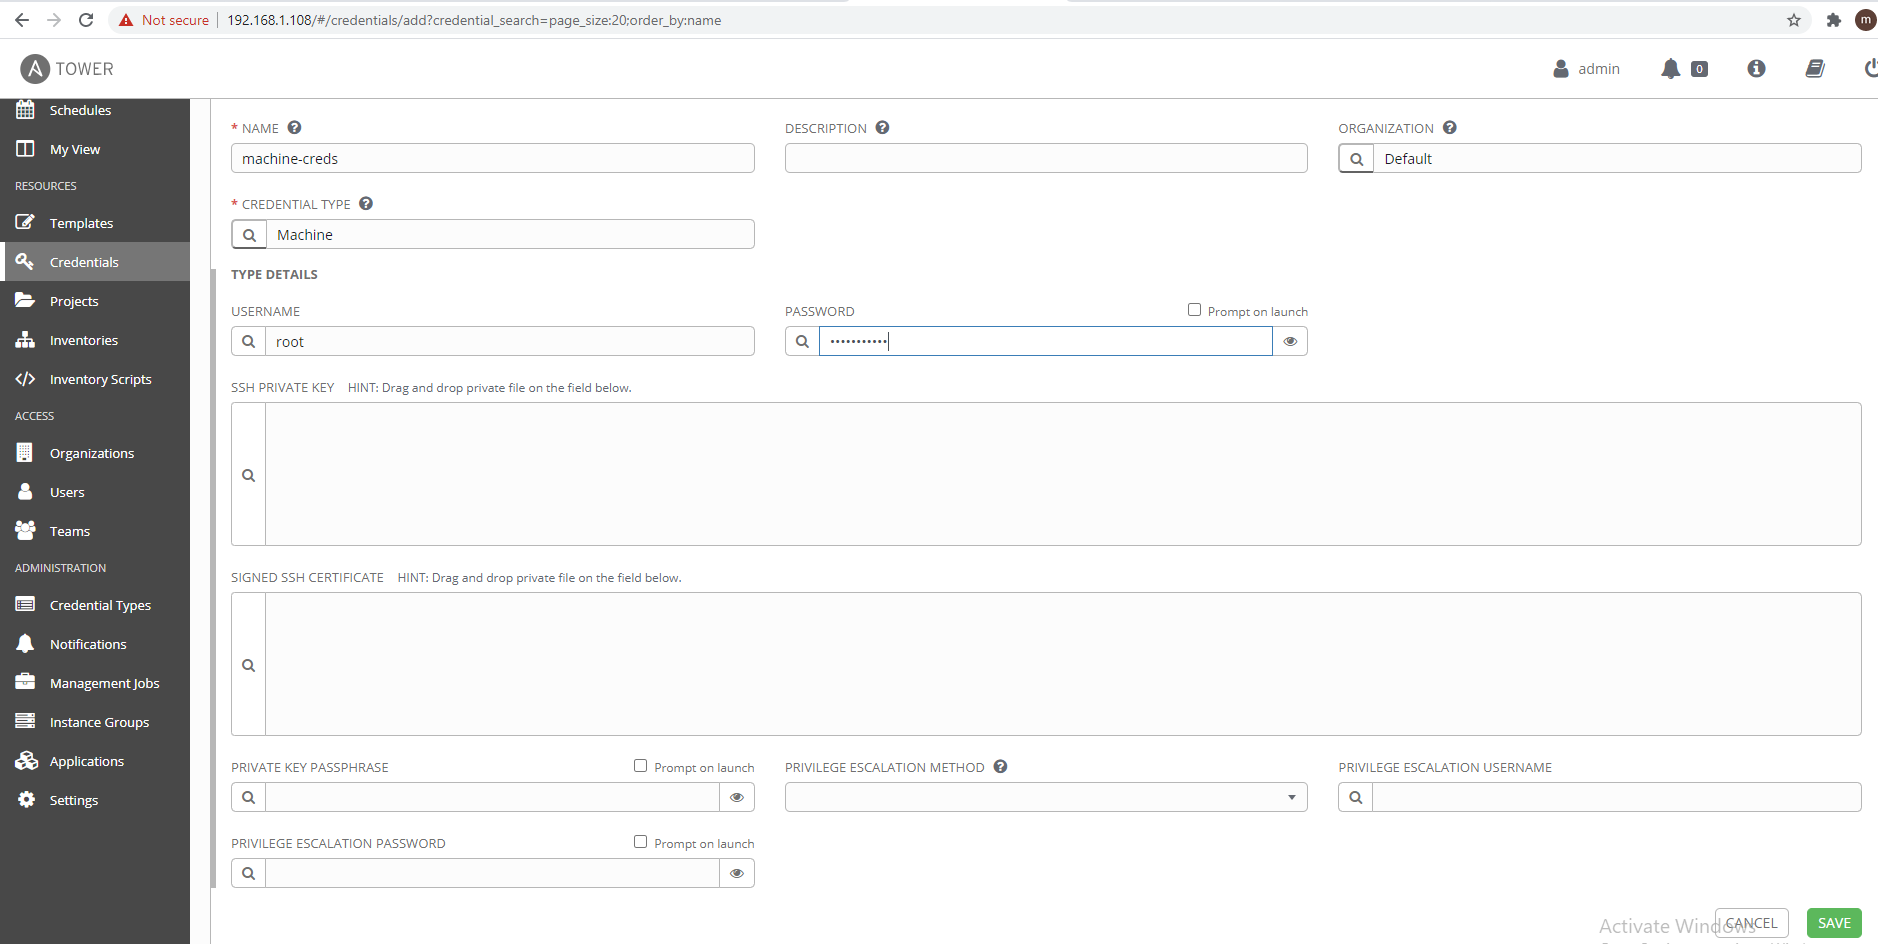 Not secure 192.168.1.108/#/credentials/add?credential_search=page_size:20;order_by:name m
A TOWER admin 0
Schedules
My View
RESOURCES
Templates
Credentials
Projects
Inventories
Inventory Scripts
ACCESS
Organizations
Users
Teams
ADMINISTRATION
Credential Types
Notifications
Management Jobs
Instance Groups
Applications
Settings
* NAME DESCRIPTION ORGANIZATION
machine-creds Default
* CREDENTIAL TYPE
Machine
TYPE DETAILS
USERNAME PASSWORD Prompt on launch
root •••••••••••
SSH PRIVATE KEY HINT: Drag and drop private file on the field below.
SIGNED SSH CERTIFICATE HINT: Drag and drop private file on the field below.
PRIVATE KEY PASSPHRASE Prompt on launch PRIVILEGE ESCALATION METHOD PRIVILEGE ESCALATION USERNAME
PRIVILEGE ESCALATION PASSWORD Prompt on launch
Activate Windows
CANCEL SAVE